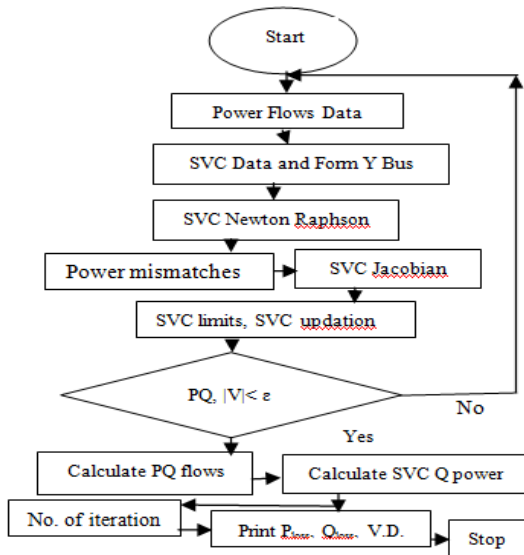 Start
Power Flows Data
SVC Data and Form Y Bus
SVC Newton Raphson
Power mismatches
SVC Jacobian
SVC limits, SVC updation
PQ, |V|< ε
No
Yes
Calculate PQ flows
Calculate SVC Q power
No. of iteration
Print P Q V.D.
Stop